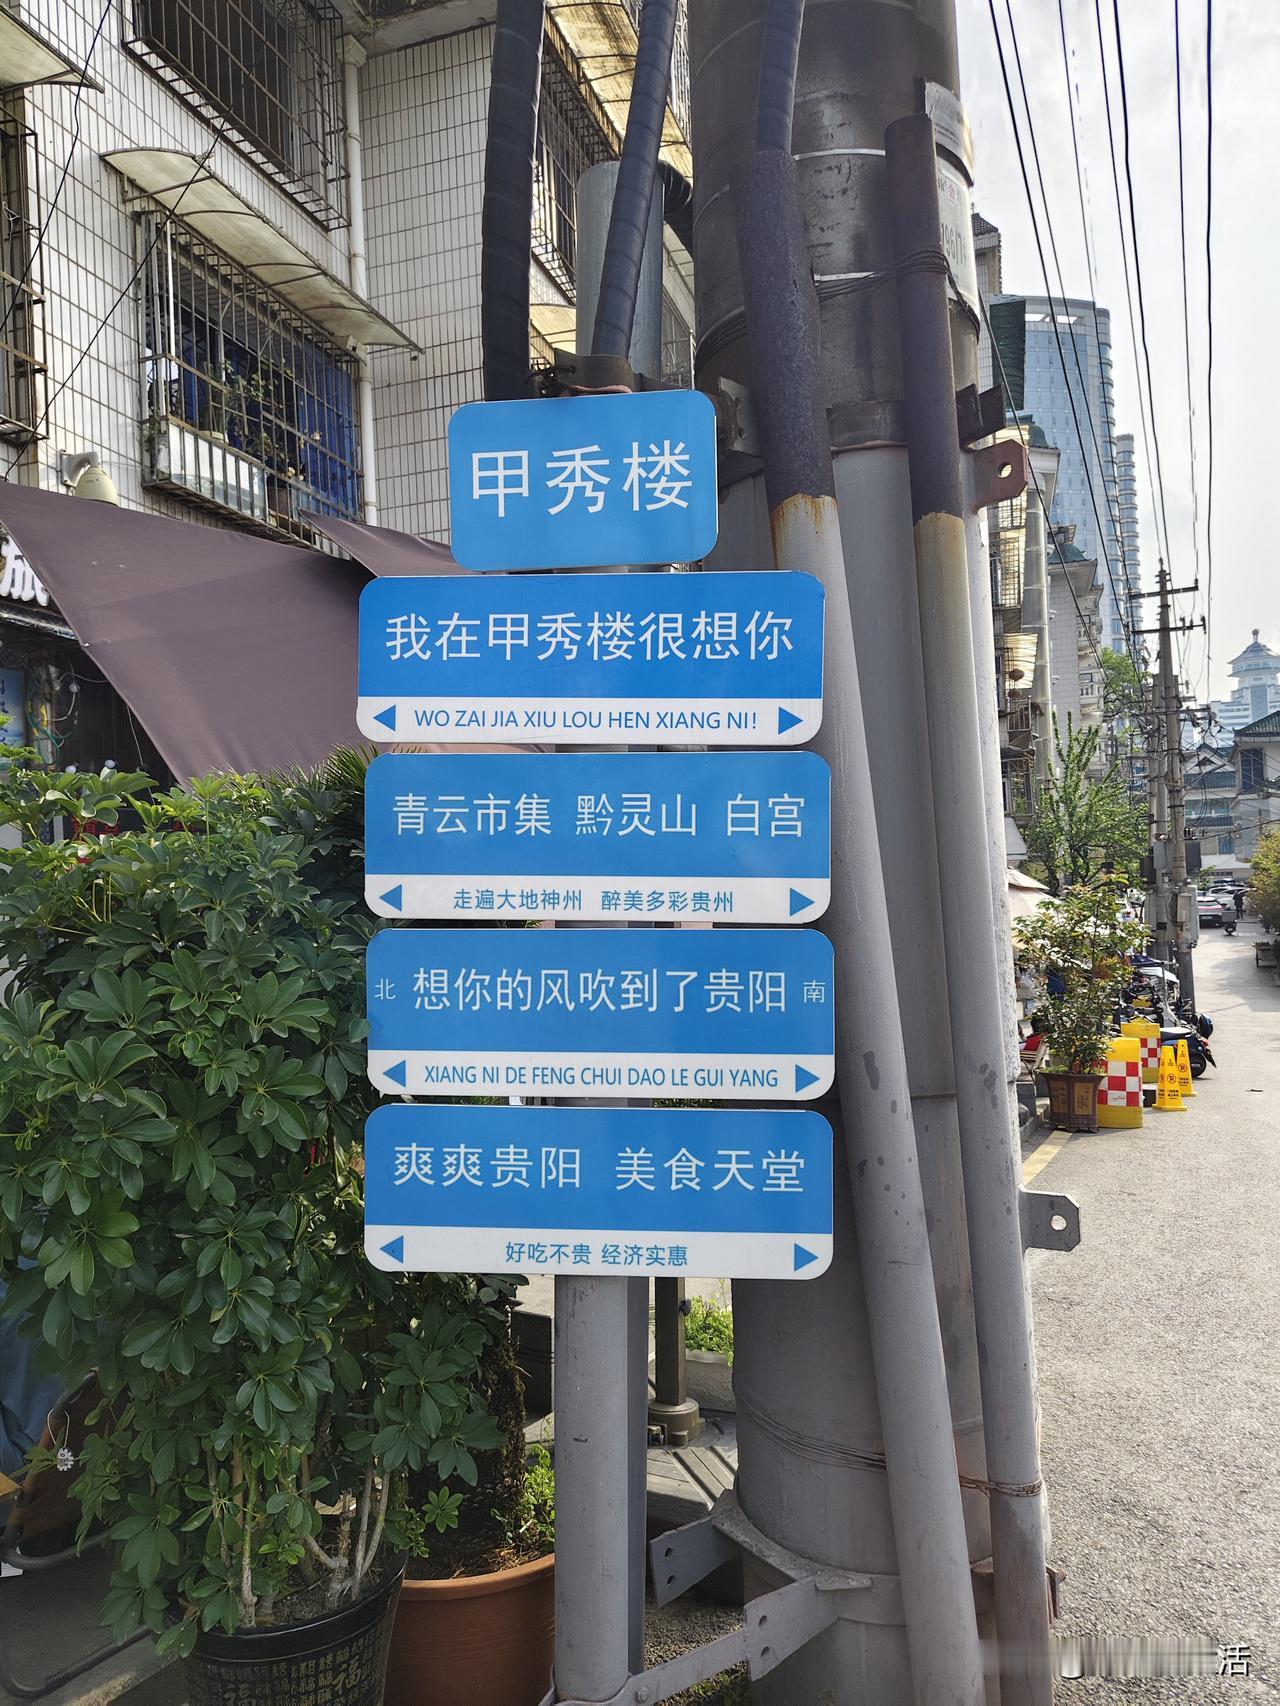 甲秀楼
我在甲秀楼很想你
WO ZAI JIA XIU LOU HEN XIANG NI!
青云市集 黔灵山 白宫
走遍大地神州 醉美多彩贵州
北 想你的风吹到了贵阳 南
XIANG NI DE FENG CHUI DAO LE GUI YANG
爽爽贵阳 美食天堂
好吃不贵 经济实惠
旅
福
活